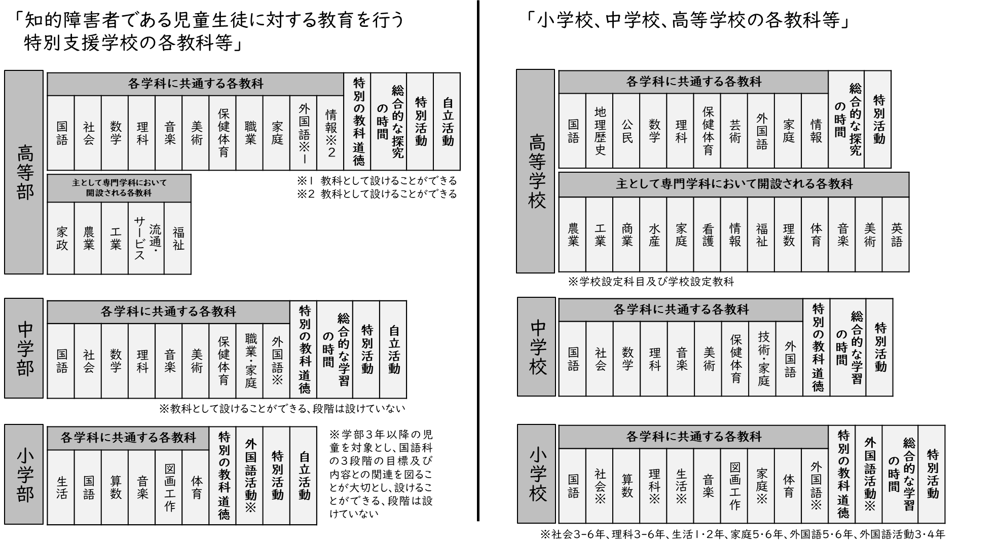 「知的障害者である児童生徒に対する教育を行う
特別支援学校の各教科等」
高等部
各学科に共通する各教科
国語
社会
数学
理科
音楽
美術
保健体育
職業
家庭
外国語※1
情報※2
特別の教科 道徳
総合的な探究
の時間
特別活動
自立活動
※1 教科として設けることができる
※2 教科として設けることができる
主として専門学科において
開設される各教科
家政
農業
工業
流通・
サービス
福祉
中学部
各学科に共通する各教科
国語
社会
数学
理科
音楽
美術
保健体育
職業・家庭
外国語※
特別の教科 道徳
総合的な学習
の時間
特別活動
自立活動
※教科として設けることができる、段階は設けていない
小学部
各学科に共通する各教科
生活
国語
算数
音楽
図画工作
体育
特別の教科 道徳
外国語活動※
特別活動
自立活動
※学部3年以降の児
童を対象とし、国語科
の3段階の目標及び
内容との関連を図るこ
とが大切とし、設けるこ
とができる、段階は設
けていない
「小学校、中学校、高等学校の各教科等」
高等学校
各学科に共通する各教科
国語
地理歴史
公民
数学
理科
保健体育
芸術
外国語
家庭
情報
総合的な探究
の時間
特別活動
主として専門学科において開設される各教科
農業
工業
商業
水産
家庭
看護
情報
福祉
理数
体育
音楽
美術
英語
※学校設定科目及び学校設定教科
中学校
各学科に共通する各教科
国語
社会
数学
理科
音楽
美術
保健体育
技術・家庭
外国語
特別の教科 道徳
総合的な学習
の時間
特別活動
小学校
各学科に共通する各教科
国語
社会※
算数
理科※
生活※
音楽
図画工作
家庭※
体育
外国語※
特別の教科 道徳
外国語活動※
総合的な学習
の時間
特別活動
※社会3-6年、理科3-6年、生活1・2年、家庭5・6年、外国語5・6年、外国語活動3・4年